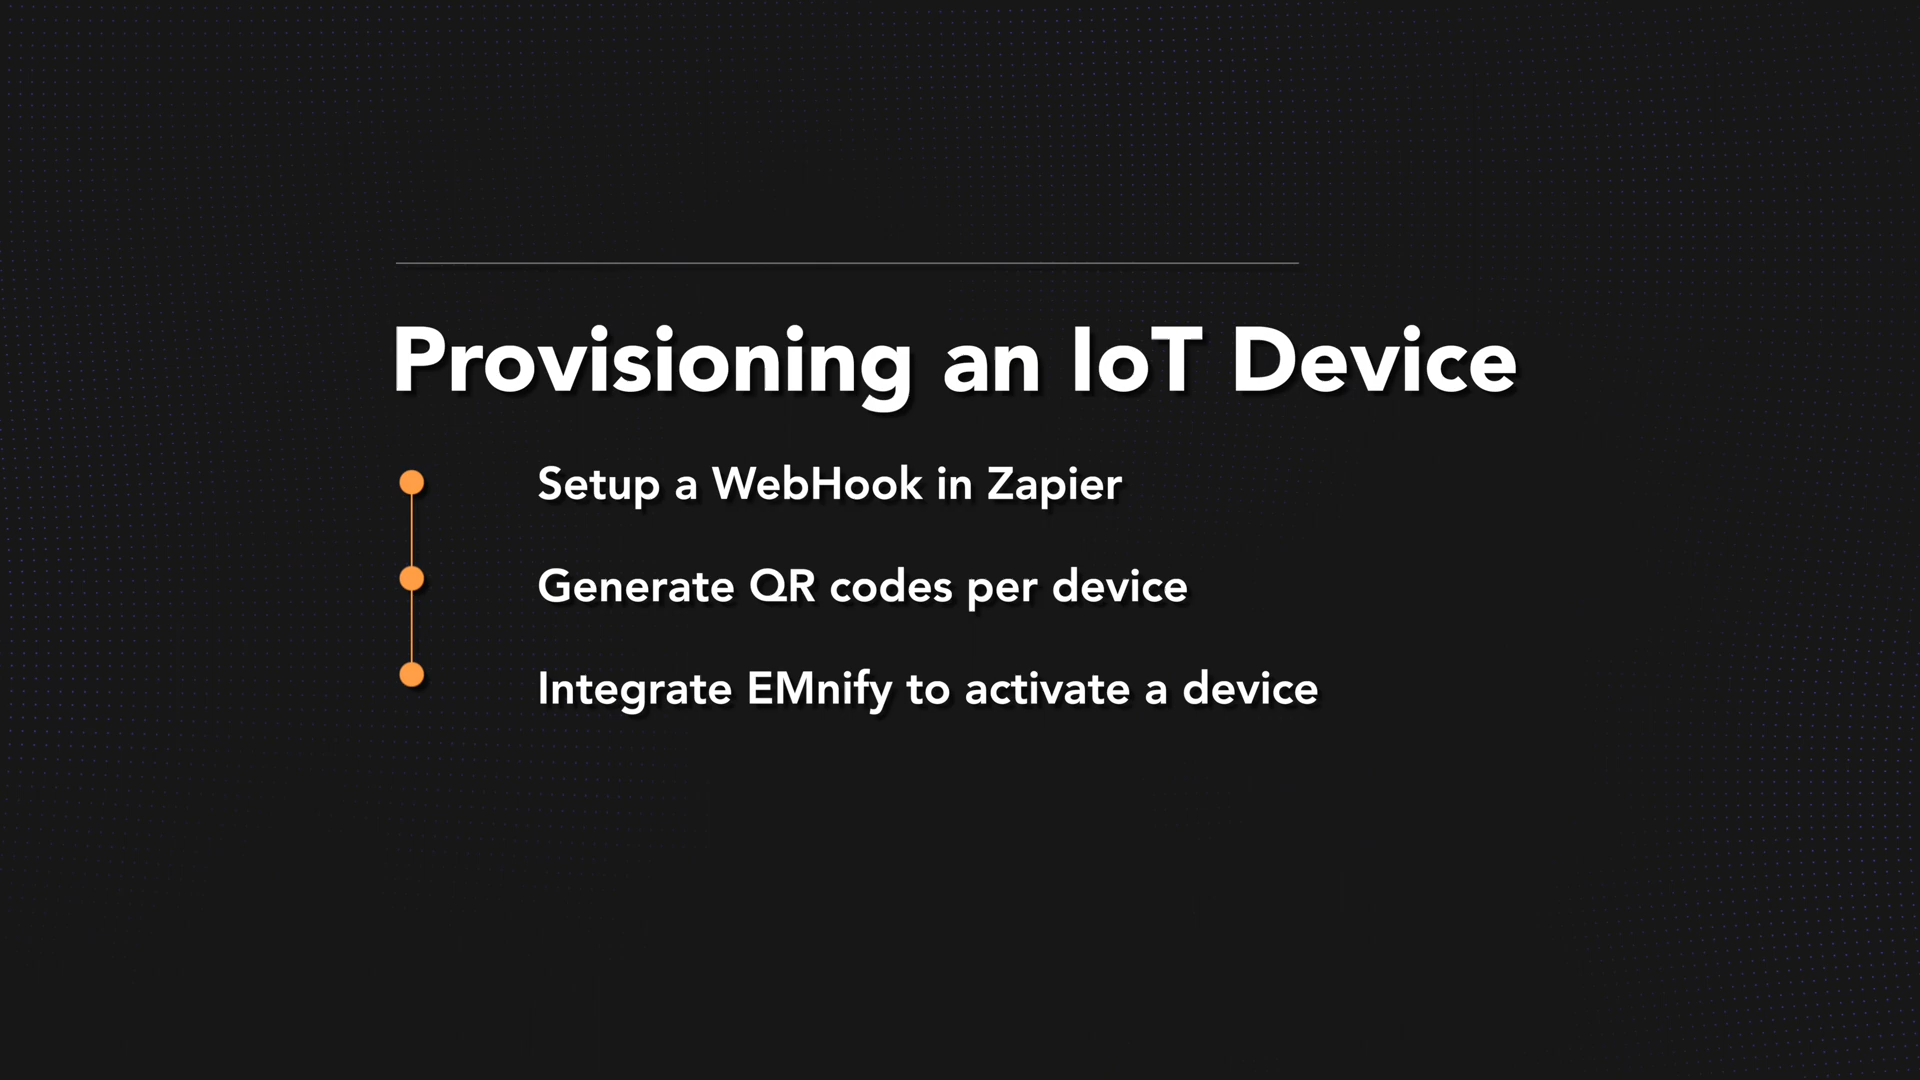 Provisioning an IoT Device
Setup a WebHook in Zapier
Generate QR codes per device
Integrate EMnify to activate a device